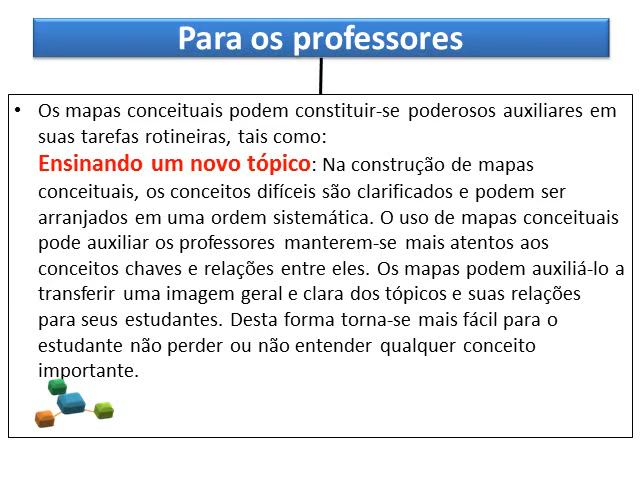 Para os professores
• Os mapas conceituais podem constituir-se poderosos auxiliares em
suas tarefas rotineiras, tais como:
Ensinando um novo tópico: Na construção de mapas
conceituais, os conceitos difíceis são clarificados e podem ser
arranjados em uma ordem sistemática. O uso de mapas conceituais
pode auxiliar os professores manterem-se mais atentos aos
conceitos chaves e relações entre eles. Os mapas podem auxiliá-lo a
transferir uma imagem geral e clara dos tópicos e suas relações
para seus estudantes. Desta forma torna-se mais fácil para o
estudante não perder ou não entender qualquer conceito
importante.